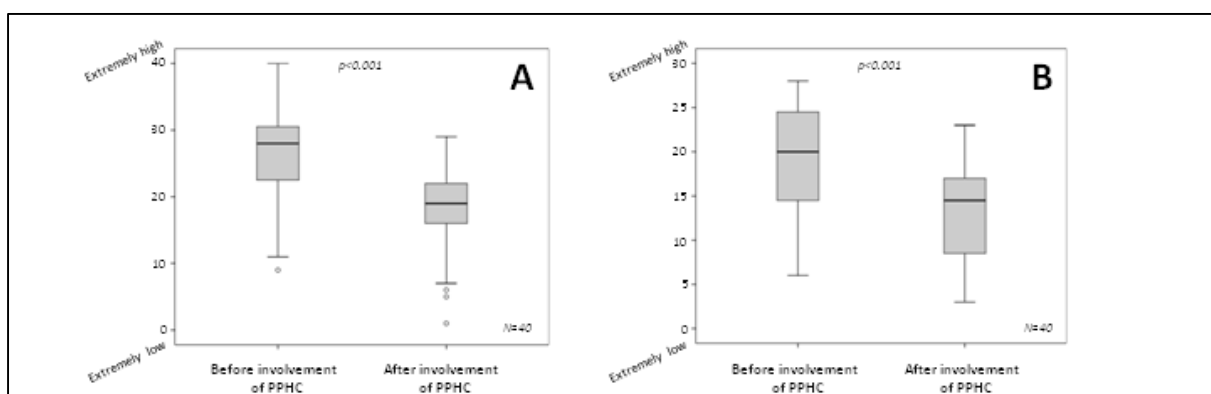 Extremely high
40
30
20
10
0
Extremely low
p<0.001
A
N=40
Before involvement
of PPHC
After involvement
of PPHC
Extremely high
30
25
20
15
10
5
0
Extremely low
p<0.001
B
N=40
Before involvement
of PPHC
After involvement
of PPHC